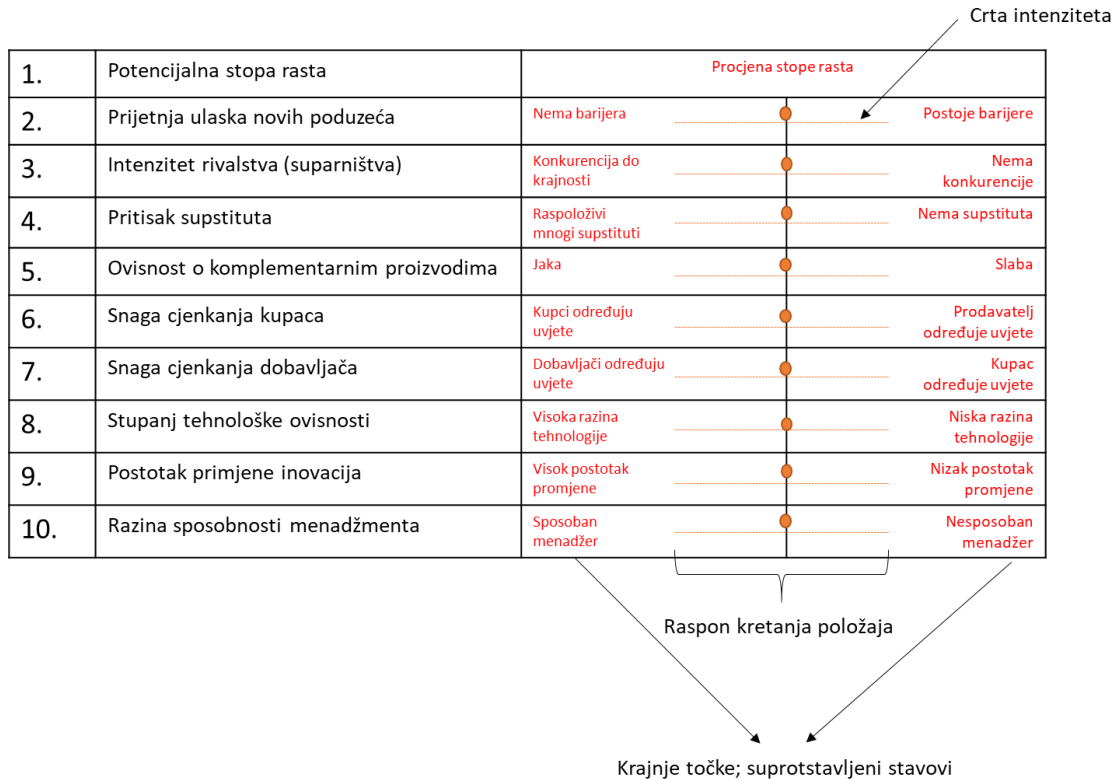 Crta intenziteta
1.
Potencijalna stopa rasta
Procjena stope rasta
2.
Prijetnja ulaska novih poduzeća
Nema barijera
Postoje barijere
3.
Intenzitet rivalstva (suparništva)
Konkurencija do
krajnosti
Nema
konkurencije
4.
Pritisak supstituta
Raspoloživi
mnogi supstituti
Nema supstituta
5.
Ovisnost o komplementarnim proizvodima
Jaka
Slaba
6.
Snaga cjenkanja kupaca
Kupci određuju
uvjete
Prodavatelj
određuje uvjete
7.
Snaga cjenkanja dobavljača
Dobavljači određuju
uvjete
Kupac
određuje uvjete
8.
Stupanj tehnološke ovisnosti
Visoka razina
tehnologije
Niska razina
tehnologije
9.
Postotak primjene inovacija
Visok postotak
promjene
Nizak postotak
promjene
10.
Razina sposobnosti menadžmenta
Sposoban
menadžer
Nesposoban
menadžer
Raspon kretanja položaja
Krajnje točke; suprotstavljeni stavovi